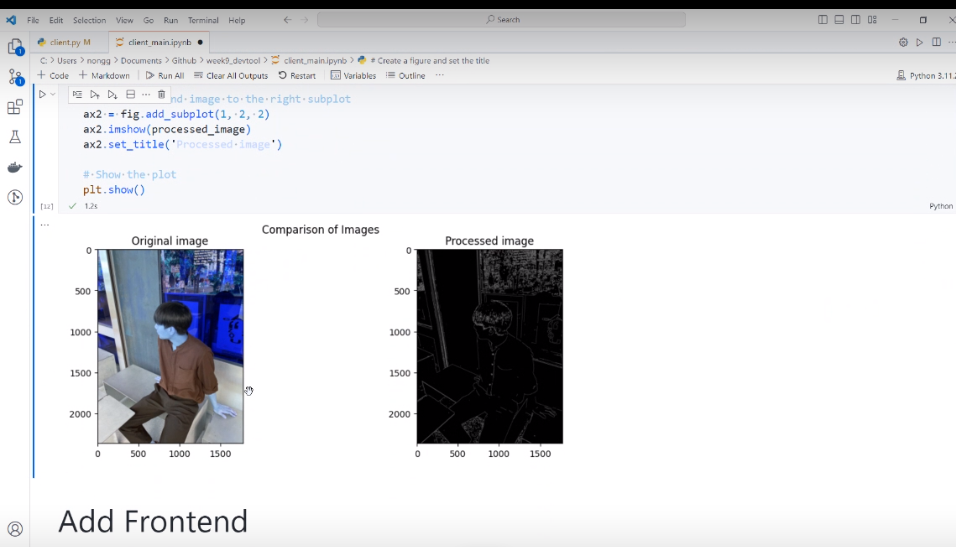 File Edit Selection View Go Run Terminal Help Search
client.py M client_main.ipynb
C: > Users > nongg > Documents > Github > week9_devtool > client_main.ipynb > # Create a figure and set the title
+ Code + Markdown Run All Clear All Outputs Restart Variables Outline ... Python 3.11.2
nd image to the right subplot
ax2 = fig.add_subplot(1, 2, 2)
ax2.imshow(processed_image)
ax2.set_title('Processed image')
# Show the plot
plt.show()
[12] 1.2s Python
Comparison of Images
Original image Processed image
0 0
500 500
1000 1000
1500 1500
2000 2000
0 500 1000 1500 0 500 1000 1500
Add Frontend